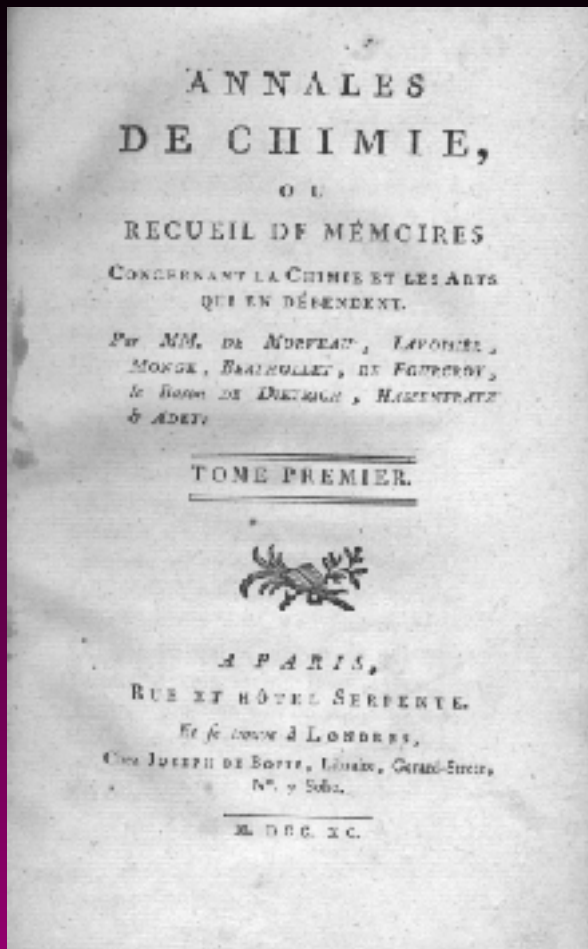 ANNALES
DE CHIMIE,
OU
RECUEIL DE MÉMOIRES
CONCERNANT LA CHIMIE ET LES ARTS
QUI EN DÉPENDENT.
Par MM. DE MORVEAU, LAVOISIER,
MONGE, BERTHOLLET, DE FOURCROY,
le Baron DE DIETRICH, HASSENFRATZ
& ADET.
TOME PREMIER.
A PARIS,
RUE ET HÔTEL SERPENTE.
Et se trouve à LONDRES,
Chez JOSEPH DE BOFFE, Libraire, Gerard-Street,
Nº. 7 Soho.
M. DCC. XC.